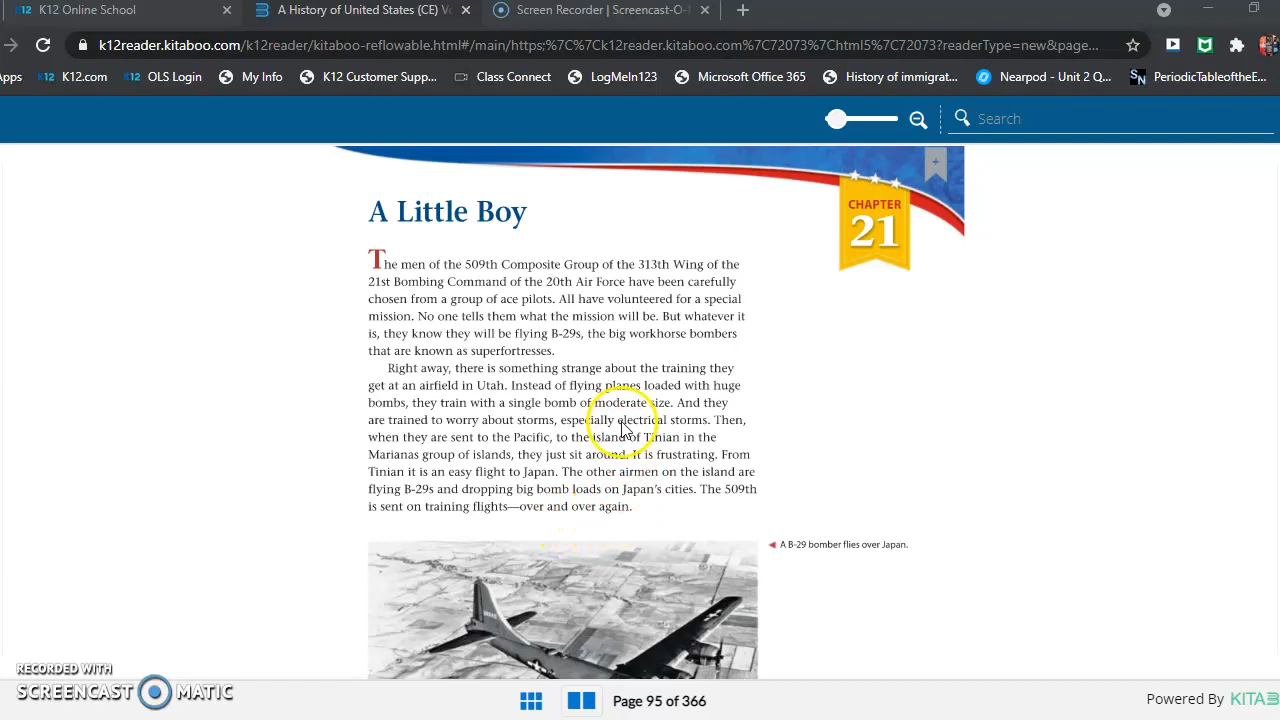 K12 Online School
A History of United States (CE) Vo
Screen Recorder | Screencast-O-
k12reader.kitaboo.com/k12reader/kitaboo-reflowable.html#/main/https;%7C%7Ck12reader.kitaboo.com%7C72073%7Chtml5%7C72073?readerType=new&page...
Apps
K12 K12.com
K12 OLS Login
My Info
K12 Customer Supp...
Class Connect
LogMeIn123
Microsoft Office 365
History of immigrat...
Nearpod - Unit 2 Q...
SN PeriodicTableoftheE...
Search
CHAPTER
21
A Little Boy
The men of the 509th Composite Group of the 313th Wing of the
21st Bombing Command of the 20th Air Force have been carefully
chosen from a group of ace pilots. All have volunteered for a special
mission. No one tells them what the mission will be. But whatever it
is, they know they will be flying B-29s, the big workhorse bombers
that are known as superfortresses.
Right away, there is something strange about the training they
get at an airfield in Utah. Instead of flying planes loaded with huge
bombs, they train with a single bomb of moderate size. And they
are trained to worry about storms, especially electrical storms. Then,
when they are sent to the Pacific, to the island of Tinian in the
Marianas group of islands, they just sit around. It is frustrating. From
Tinian it is an easy flight to Japan. The other airmen on the island are
flying B-29s and dropping big bomb loads on Japan's cities. The 509th
is sent on training flights—over and over again.
A B-29 bomber flies over Japan.
RECORDED WITH
SCREENCAST MATIC
Page 95 of 366
Powered By KITAB